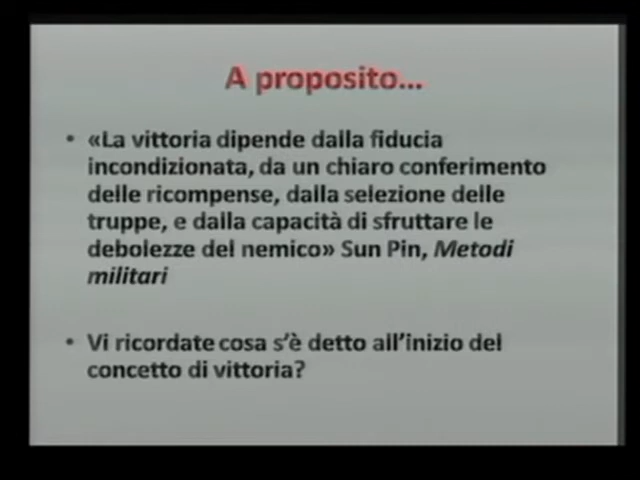 A proposito...
• «La vittoria dipende dalla fiducia
incondizionata, da un chiaro conferimento
delle ricompense, dalla selezione delle
truppe, e dalla capacità di sfruttare le
debolezze del nemico» Sun Pin, Metodi
militari
• Vi ricordate cosa s'è detto all'inizio del
concetto di vittoria?